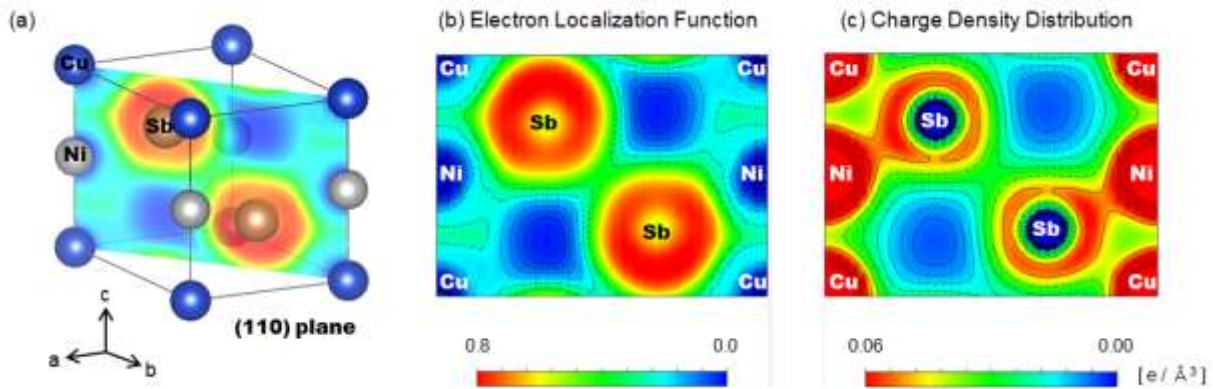 (a)
Cu
Sb
Ni
(110) plane
c
a
b
(b) Electron Localization Function
Cu
Cu
Sb
Ni
Ni
Sb
Cu
Cu
0.8
0.0
(c) Charge Density Distribution
Cu
Cu
Sb
Ni
Ni
Sb
Cu
Cu
0.06
0.00
[ e / Å³ ]